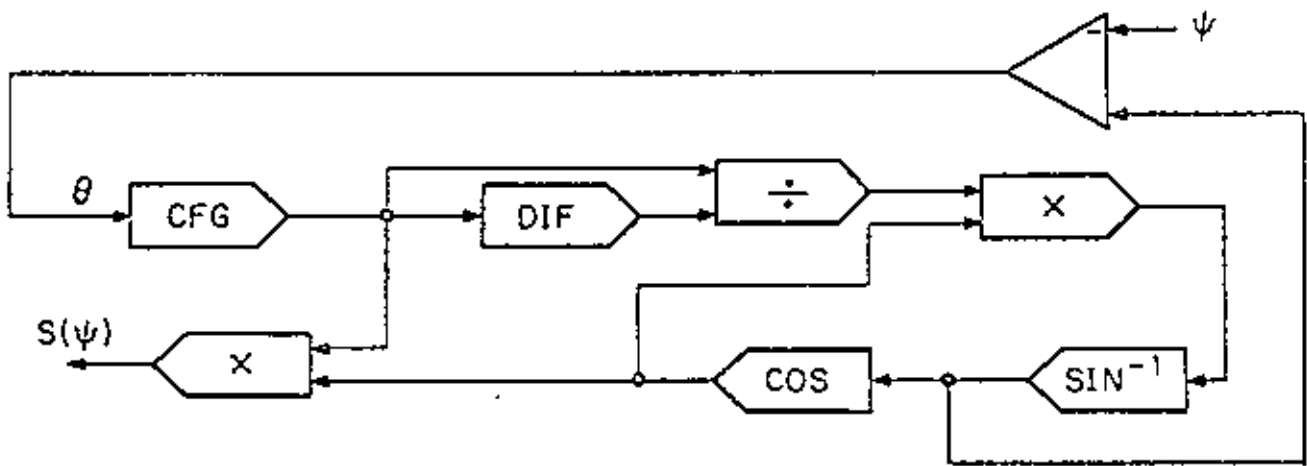 - ψ
θ
CFG
DIF
÷
×
S(ψ)
×
COS
SIN⁻¹